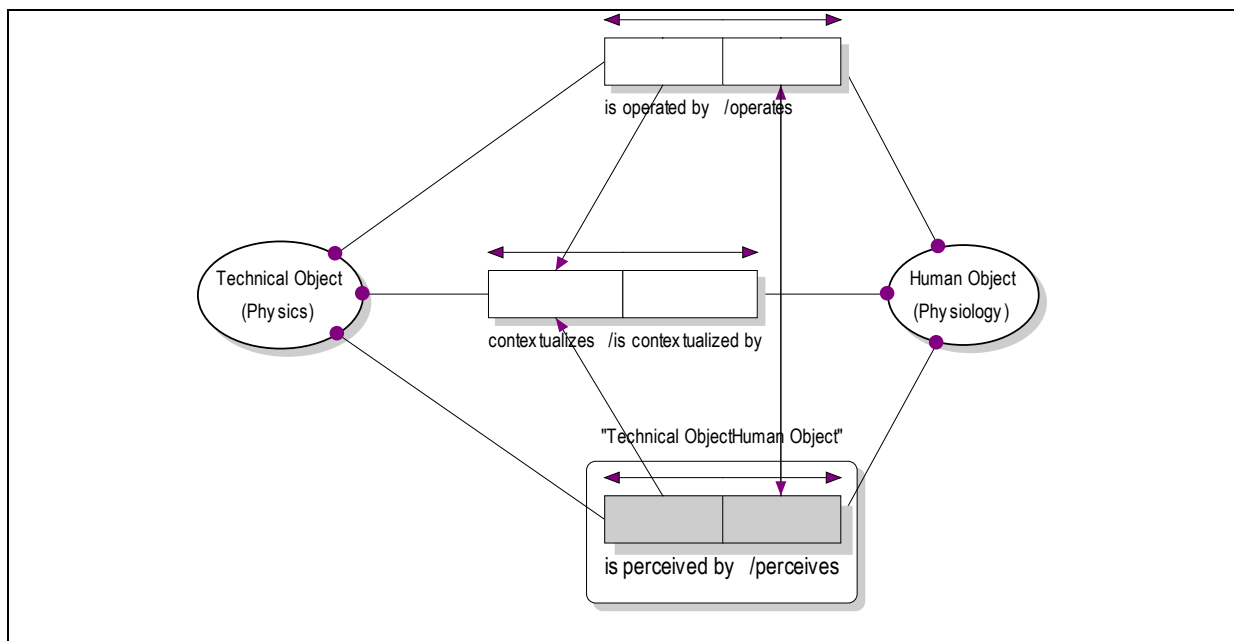 is operated by /operates
Technical Object
(Physics)
Human Object
(Physiology)
contextualizes /is contextualized by
"Technical ObjectHuman Object"
is perceived by /perceives